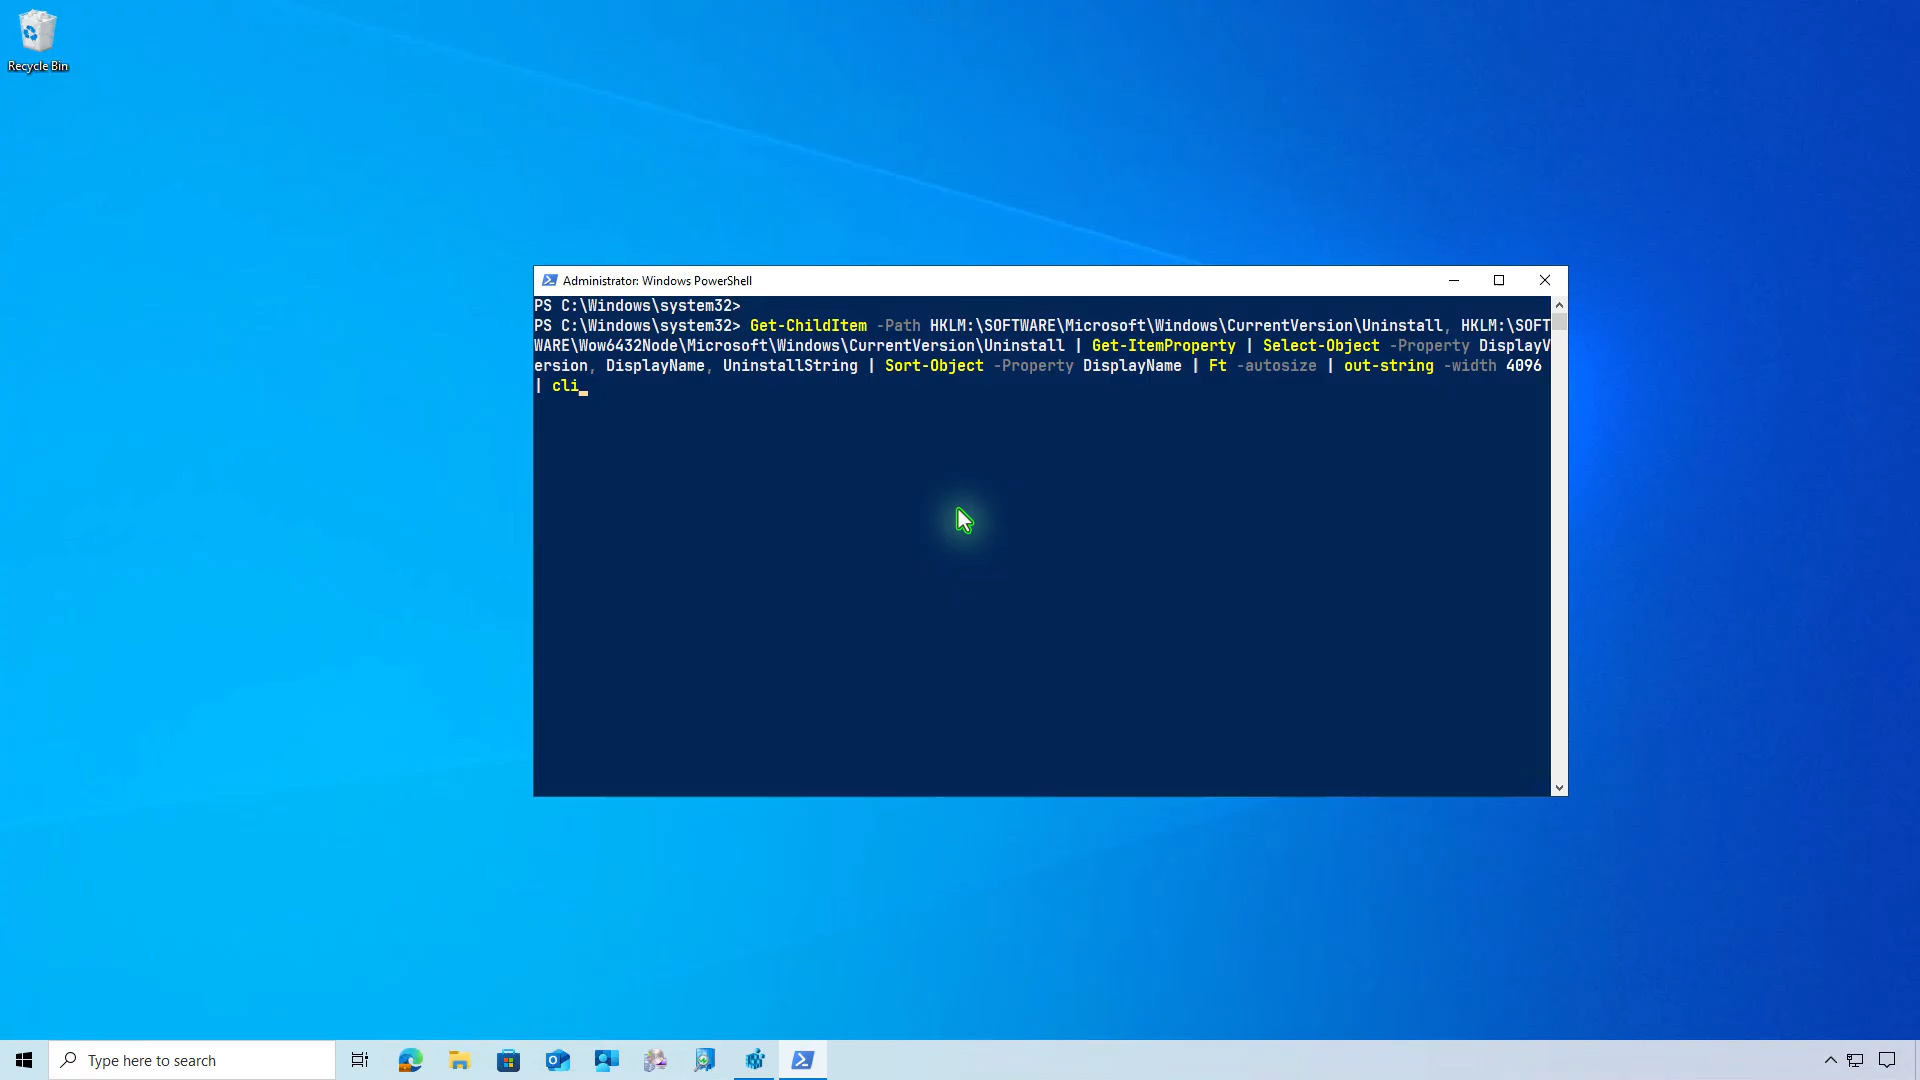 Recycle Bin
Administrator: Windows PowerShell
PS C:\Windows\system32>
PS C:\Windows\system32> Get-ChildItem -Path HKLM:\SOFTWARE\Microsoft\Windows\CurrentVersion\Uninstall, HKLM:\SOFT
WARE\Wow6432Node\Microsoft\Windows\CurrentVersion\Uninstall | Get-ItemProperty | Select-Object -Property DisplayV
ersion, DisplayName, UninstallString | Sort-Object -Property DisplayName | Ft -autosize | out-string -width 4096
| cli
Type here to search